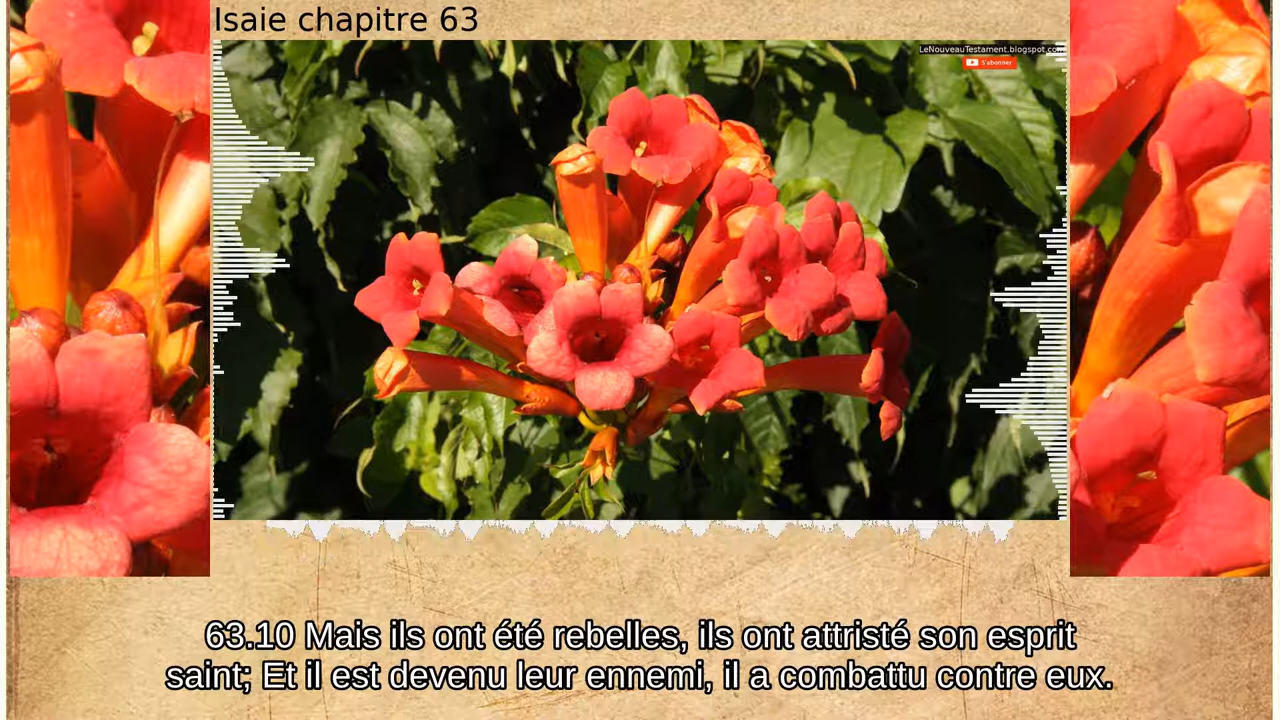 Isaie chapitre 63
LeNouveauTestament.blogspot.com
S'abonner
63.10 Mais ils ont été rebelles, ils ont attristé son esprit
saint; Et il est devenu leur ennemi, il a combattu contre eux.